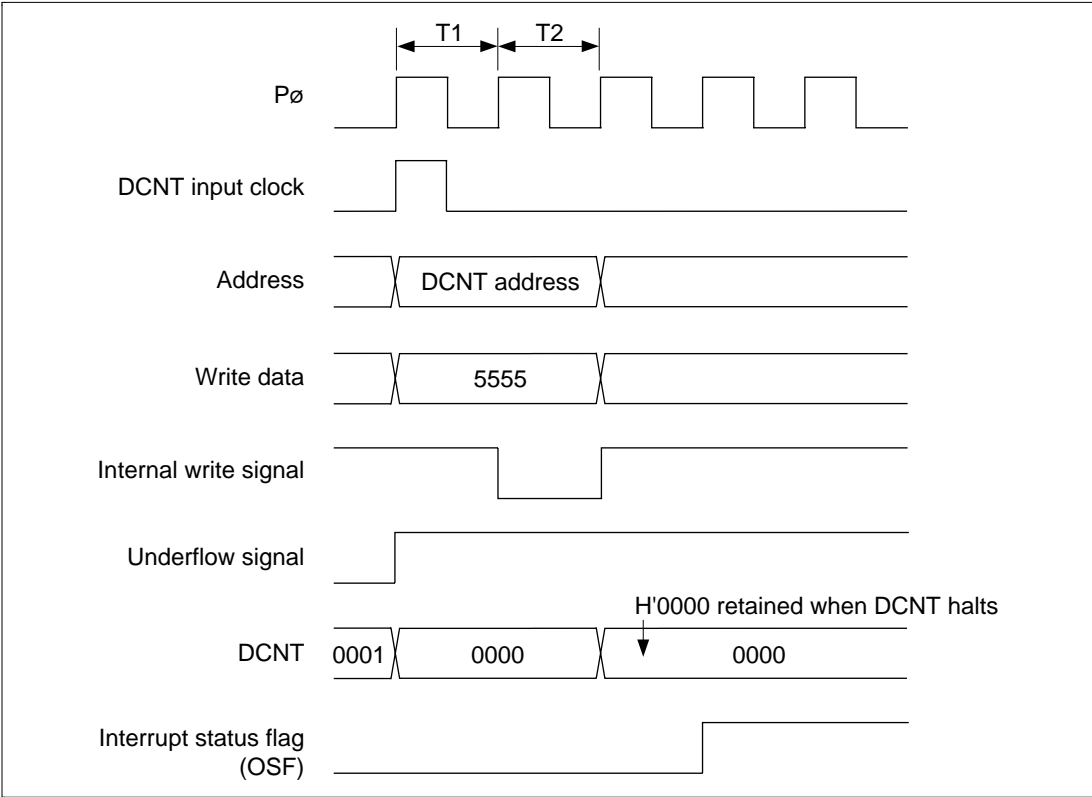 T1 T2
Pø
DCNT input clock
Address DCNT address
Write data 5555
Internal write signal
Underflow signal
H'0000 retained when DCNT halts
DCNT 0001 0000 0000
Interrupt status flag
(OSF)